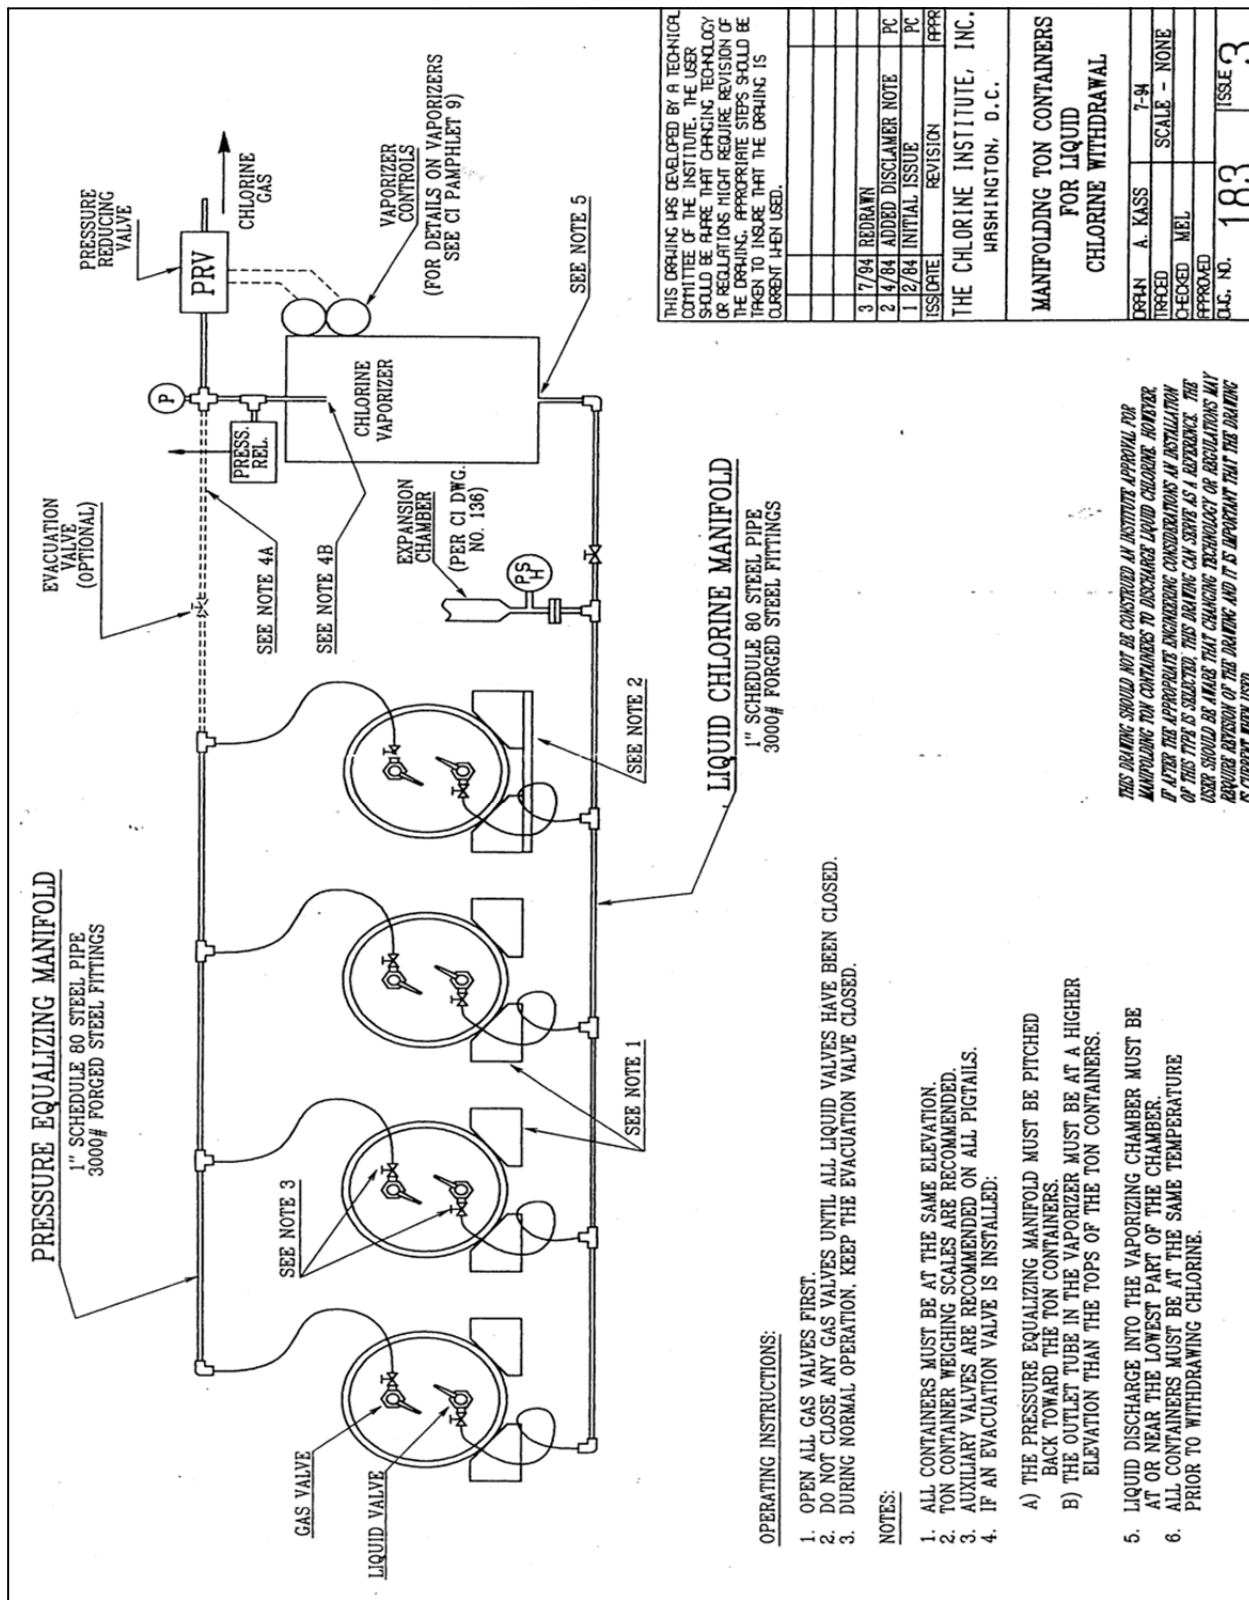 PRESSURE EQUALIZING MANIFOLD
1" SCHEDULE 80 STEEL PIPE
3000# FORGED STEEL FITTINGS
EVACUATION
VALVE
(OPTIONAL)
PRESSURE
REDUCING
VALVE
PRV
CHLORINE
GAS
P
PRESS.
REL.
VAPORIZER
CONTROLS
(FOR DETAILS ON VAPORIZERS
SEE CI PAMPHLET 9)
CHLORINE
VAPORIZER
SEE NOTE 4A
SEE NOTE 4B
EXPANSION
CHAMBER
(PER CI DWG.
NO. 136)
PS
H
SEE NOTE 5
SEE NOTE 3
GAS VALVE
LIQUID VALVE
SEE NOTE 1
SEE NOTE 2
LIQUID CHLORINE MANIFOLD
1" SCHEDULE 80 STEEL PIPE
3000# FORGED STEEL FITTINGS
OPERATING INSTRUCTIONS:
1. OPEN ALL GAS VALVES FIRST.
2. DO NOT CLOSE ANY GAS VALVES UNTIL ALL LIQUID VALVES HAVE BEEN CLOSED.
3. DURING NORMAL OPERATION, KEEP THE EVACUATION VALVE CLOSED.
NOTES:
1. ALL CONTAINERS MUST BE AT THE SAME ELEVATION.
2. TON CONTAINER WEIGHING SCALES ARE RECOMMENDED.
3. AUXILIARY VALVES ARE RECOMMENDED ON ALL PIGTAILS.
4. IF AN EVACUATION VALVE IS INSTALLED:
A) THE PRESSURE EQUALIZING MANIFOLD MUST BE PITCHED
BACK TOWARD THE TON CONTAINERS.
B) THE OUTLET TUBE IN THE VAPORIZER MUST BE AT A HIGHER
ELEVATION THAN THE TOPS OF THE TON CONTAINERS.
5. LIQUID DISCHARGE INTO THE VAPORIZING CHAMBER MUST BE
AT OR NEAR THE LOWEST PART OF THE CHAMBER.
6. ALL CONTAINERS MUST BE AT THE SAME TEMPERATURE
PRIOR TO WITHDRAWING CHLORINE.
THIS DRAWING SHOULD NOT BE CONSTRUED AN INSTITUTE APPROVAL FOR
MANIFOLDING TON CONTAINERS TO DISCHARGE LIQUID CHLORINE. HOWEVER,
IF AFTER THE APPROPRIATE ENGINEERING CONSIDERATIONS AN INSTALLATION
OF THIS TYPE IS SELECTED, THIS DRAWING CAN SERVE AS A REFERENCE. THE
USER SHOULD BE AWARE THAT CHANGING TECHNOLOGY OR REGULATIONS MAY
REQUIRE REVISION OF THE DRAWING AND IT IS IMPORTANT THAT THE DRAWING
IS CURRENT WHEN USED.
THIS DRAWING WAS DEVELOPED BY A TECHNICAL
COMITTEE OF THE INSTITUTE. THE USER
SHOULD BE AWARE THAT CHANGING TECHNOLOGY
OR REGULATIONS MIGHT REQUIRE REVISION OF
THE DRAWING. APPROPRIATE STEPS SHOULD BE
TAKEN TO INSURE THAT THE DRAWING IS
CURRENT WHEN USED.
3 7/94 REDRAWN
2 4/84 ADDED DISCLAMER NOTE PC
1 2/84 INITIAL ISSUE PC
ISS DATE REVISION APPR
THE CHLORINE INSTITUTE, INC.
WASHINGTON, D.C.
MANIFOLDING TON CONTAINERS
FOR LIQUID
CHLORINE WITHDRAWAL
DRAWN A. KASS 7-94
TRACED SCALE - NONE
CHECKED MEL
APPROVED
DWG. NO. 183 ISSUE 3